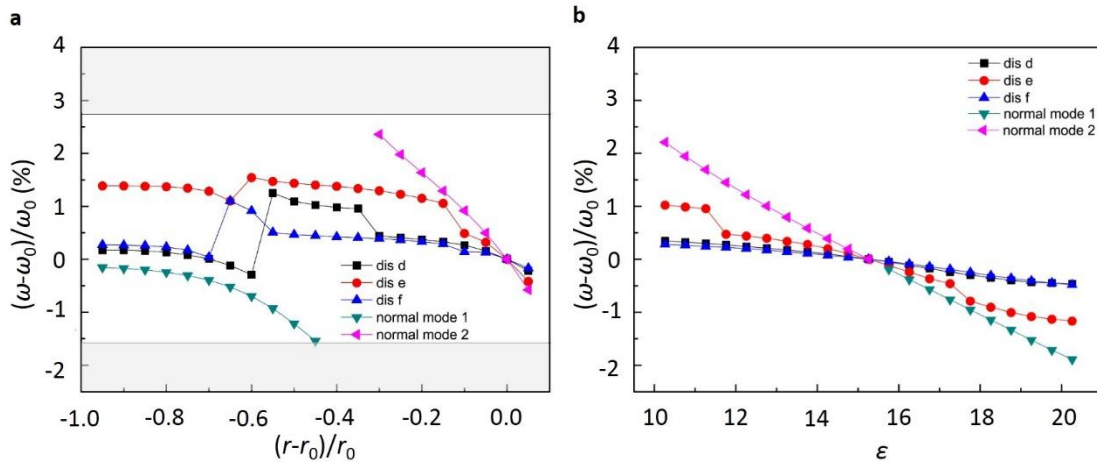 a
4
3
2
1
0
-1
-2
(ω-ω0)/ω0 (%)
dis d
dis e
dis f
normal mode 1
normal mode 2
-1.0 -0.8 -0.6 -0.4 -0.2 0.0
(r-r0)/r0
b
4
3
2
1
0
-1
-2
(ω-ω0)/ω0 (%)
dis d
dis e
dis f
normal mode 1
normal mode 2
10 12 14 16 18 20
ε